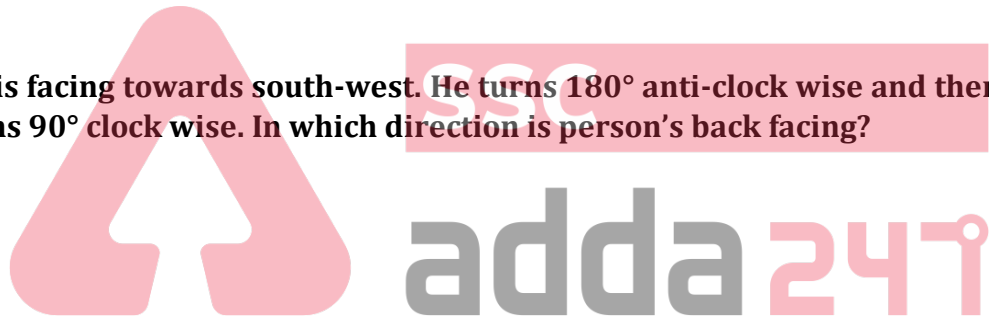 is facing towards south-west. He turns 180° anti-clock wise and then
90° clock wise. In which direction is person's back facing?
SSC
adda 247